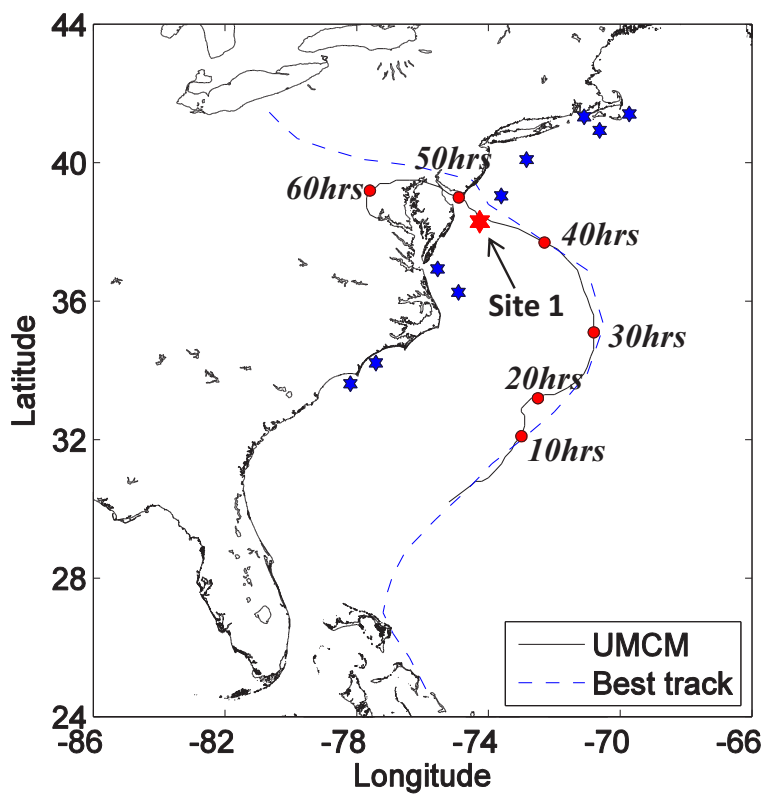 44
40
36
32
28
24
-86
-82
-78
-74
-70
-66
Latitude
Longitude
50hrs
60hrs
40hrs
Site 1
30hrs
20hrs
10hrs
UMCM
Best track